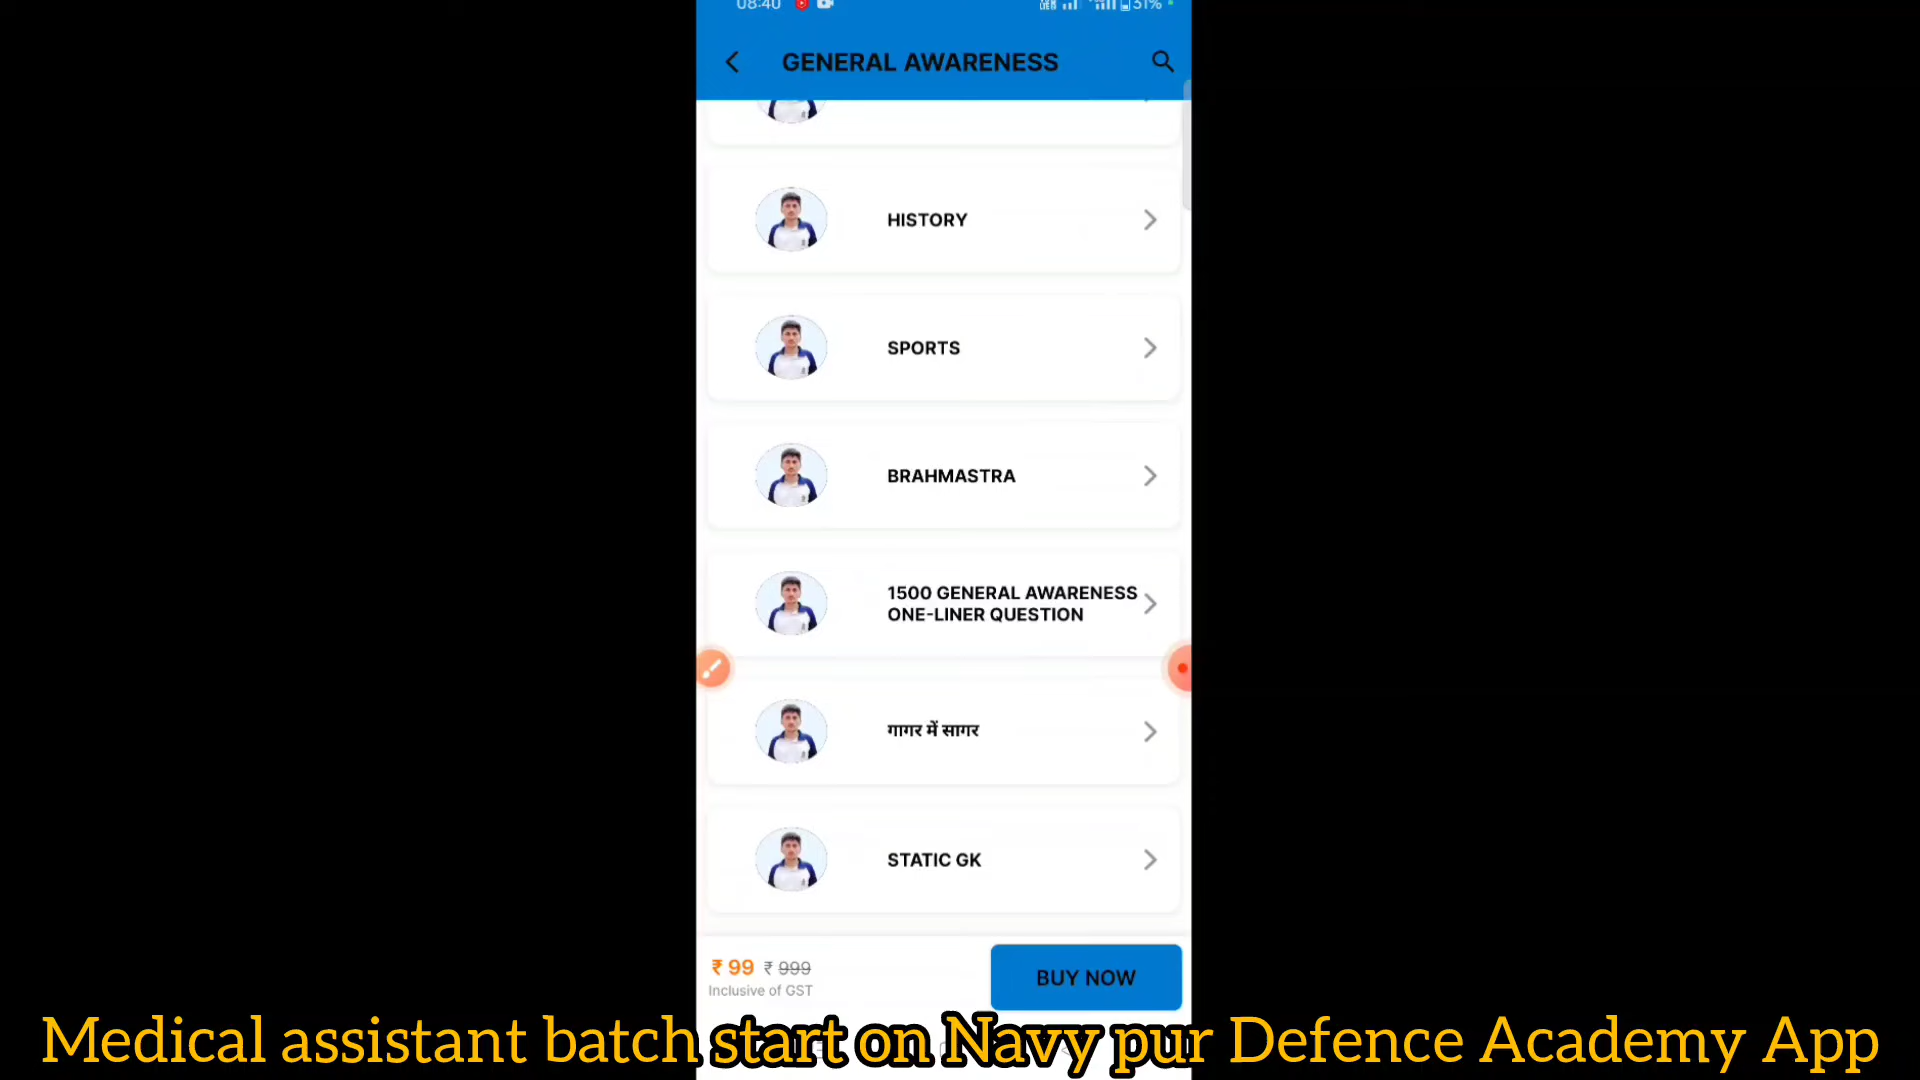 08:40
31%
GENERAL AWARENESS
HISTORY
SPORTS
BRAHMASTRA
1500 GENERAL AWARENESS
ONE-LINER QUESTION
गागर में सागर
STATIC GK
₹ 99 ₹ 999
Inclusive of GST
BUY NOW
Medical assistant batch start on Navy pur Defence Academy App